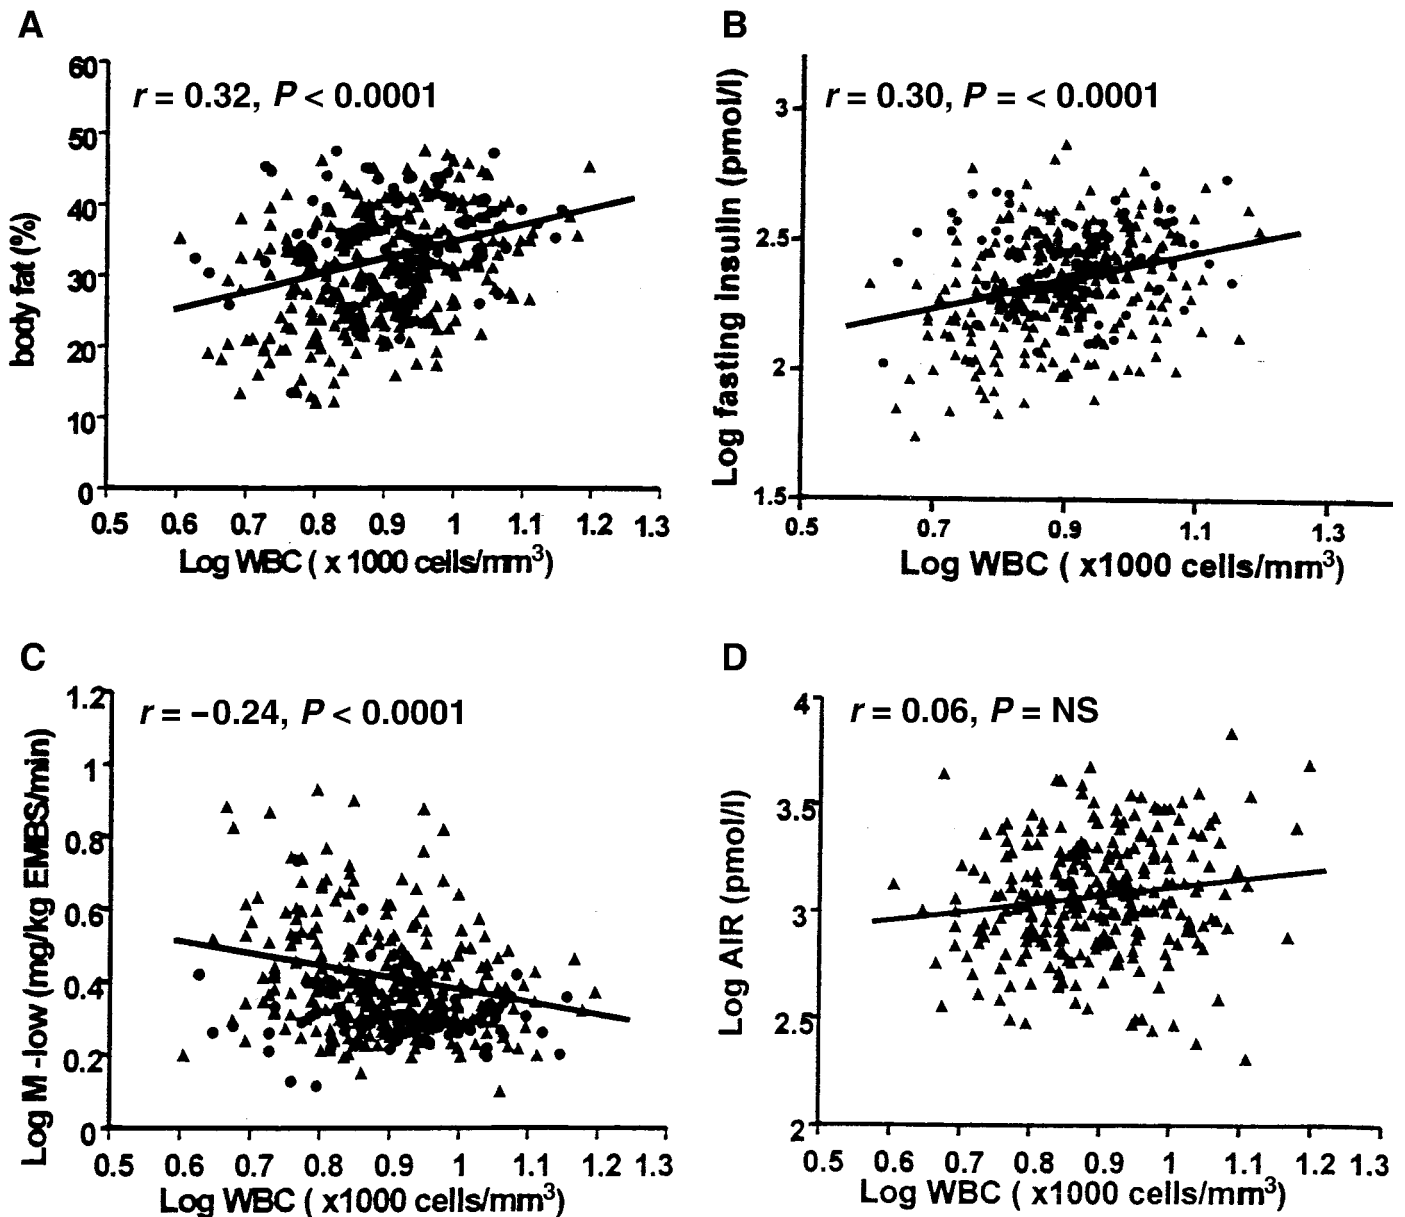 A
r = 0.32, P < 0.0001
body fat (%)
60
50
40
30
20
10
0
0.5 0.6 0.7 0.8 0.9 1 1.1 1.2 1.3
Log WBC ( x 1000 cells/mm³)
B
r = 0.30, P = < 0.0001
Log fasting Insulin (pmol/l)
3
2.5
2
1.5
0.5 0.7 0.9 1.1 1.3
Log WBC ( x1000 cells/mm³)
C
r = −0.24, P < 0.0001
Log M -low (mg/kg EMBS/min)
1.2
1
0.8
0.6
0.4
0.2
0
0.5 0.6 0.7 0.8 0.9 1 1.1 1.2 1.3
Log WBC ( x1000 cells/mm³)
D
r = 0.06, P = NS
Log AIR (pmol/l)
4
3.5
3
2.5
2
0.5 0.6 0.7 0.8 0.9 1 1.1 1.2 1.3
Log WBC ( x1000 cells/mm³)